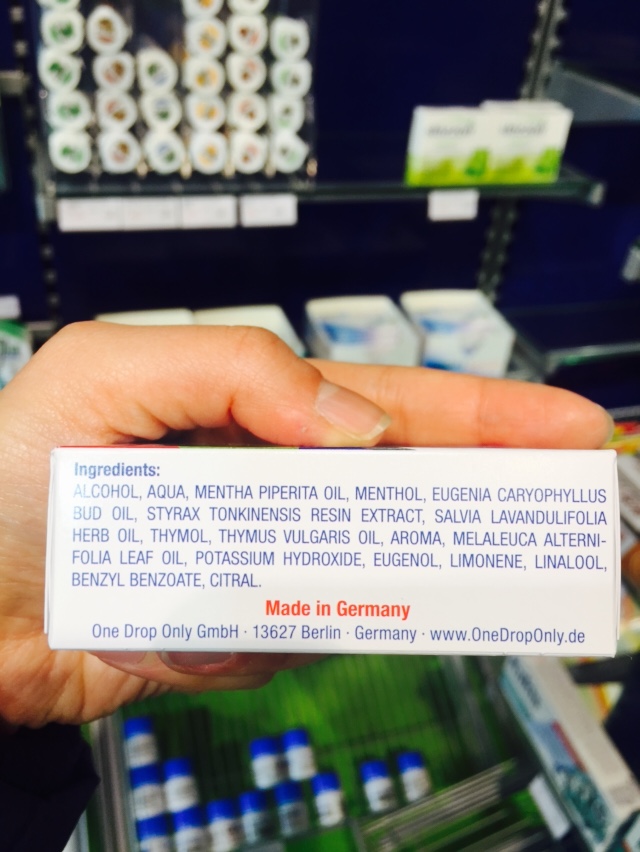 Ingredients:
ALCOHOL, AQUA, MENTHA PIPERITA OIL, MENTHOL, EUGENIA CARYOPHYLLUS
BUD OIL, STYRAX TONKINENSIS RESIN EXTRACT, SALVIA LAVANDULIFOLIA
HERB OIL, THYMOL, THYMUS VULGARIS OIL, AROMA, MELALEUCA ALTERNI-
FOLIA LEAF OIL, POTASSIUM HYDROXIDE, EUGENOL, LIMONENE, LINALOOL,
BENZYL BENZOATE, CITRAL.
Made in Germany
One Drop Only GmbH · 13627 Berlin · Germany · www.OneDropOnly.de